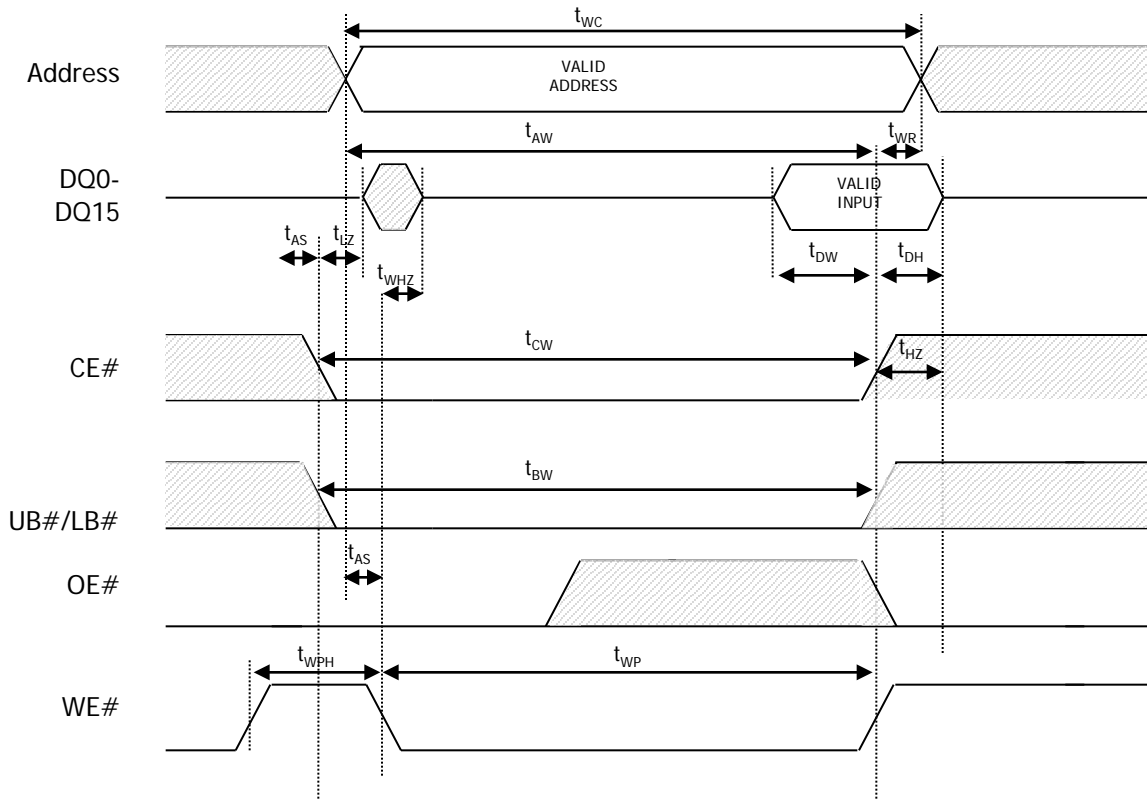 tWC
Address
VALID
ADDRESS
tAW
tWR
DQ0-
DQ15
VALID
INPUT
tAS
tLZ
tDW
tDH
tWHZ
tCW
CE#
tHZ
tBW
UB#/LB#
tAS
OE#
tWPH
tWP
WE#